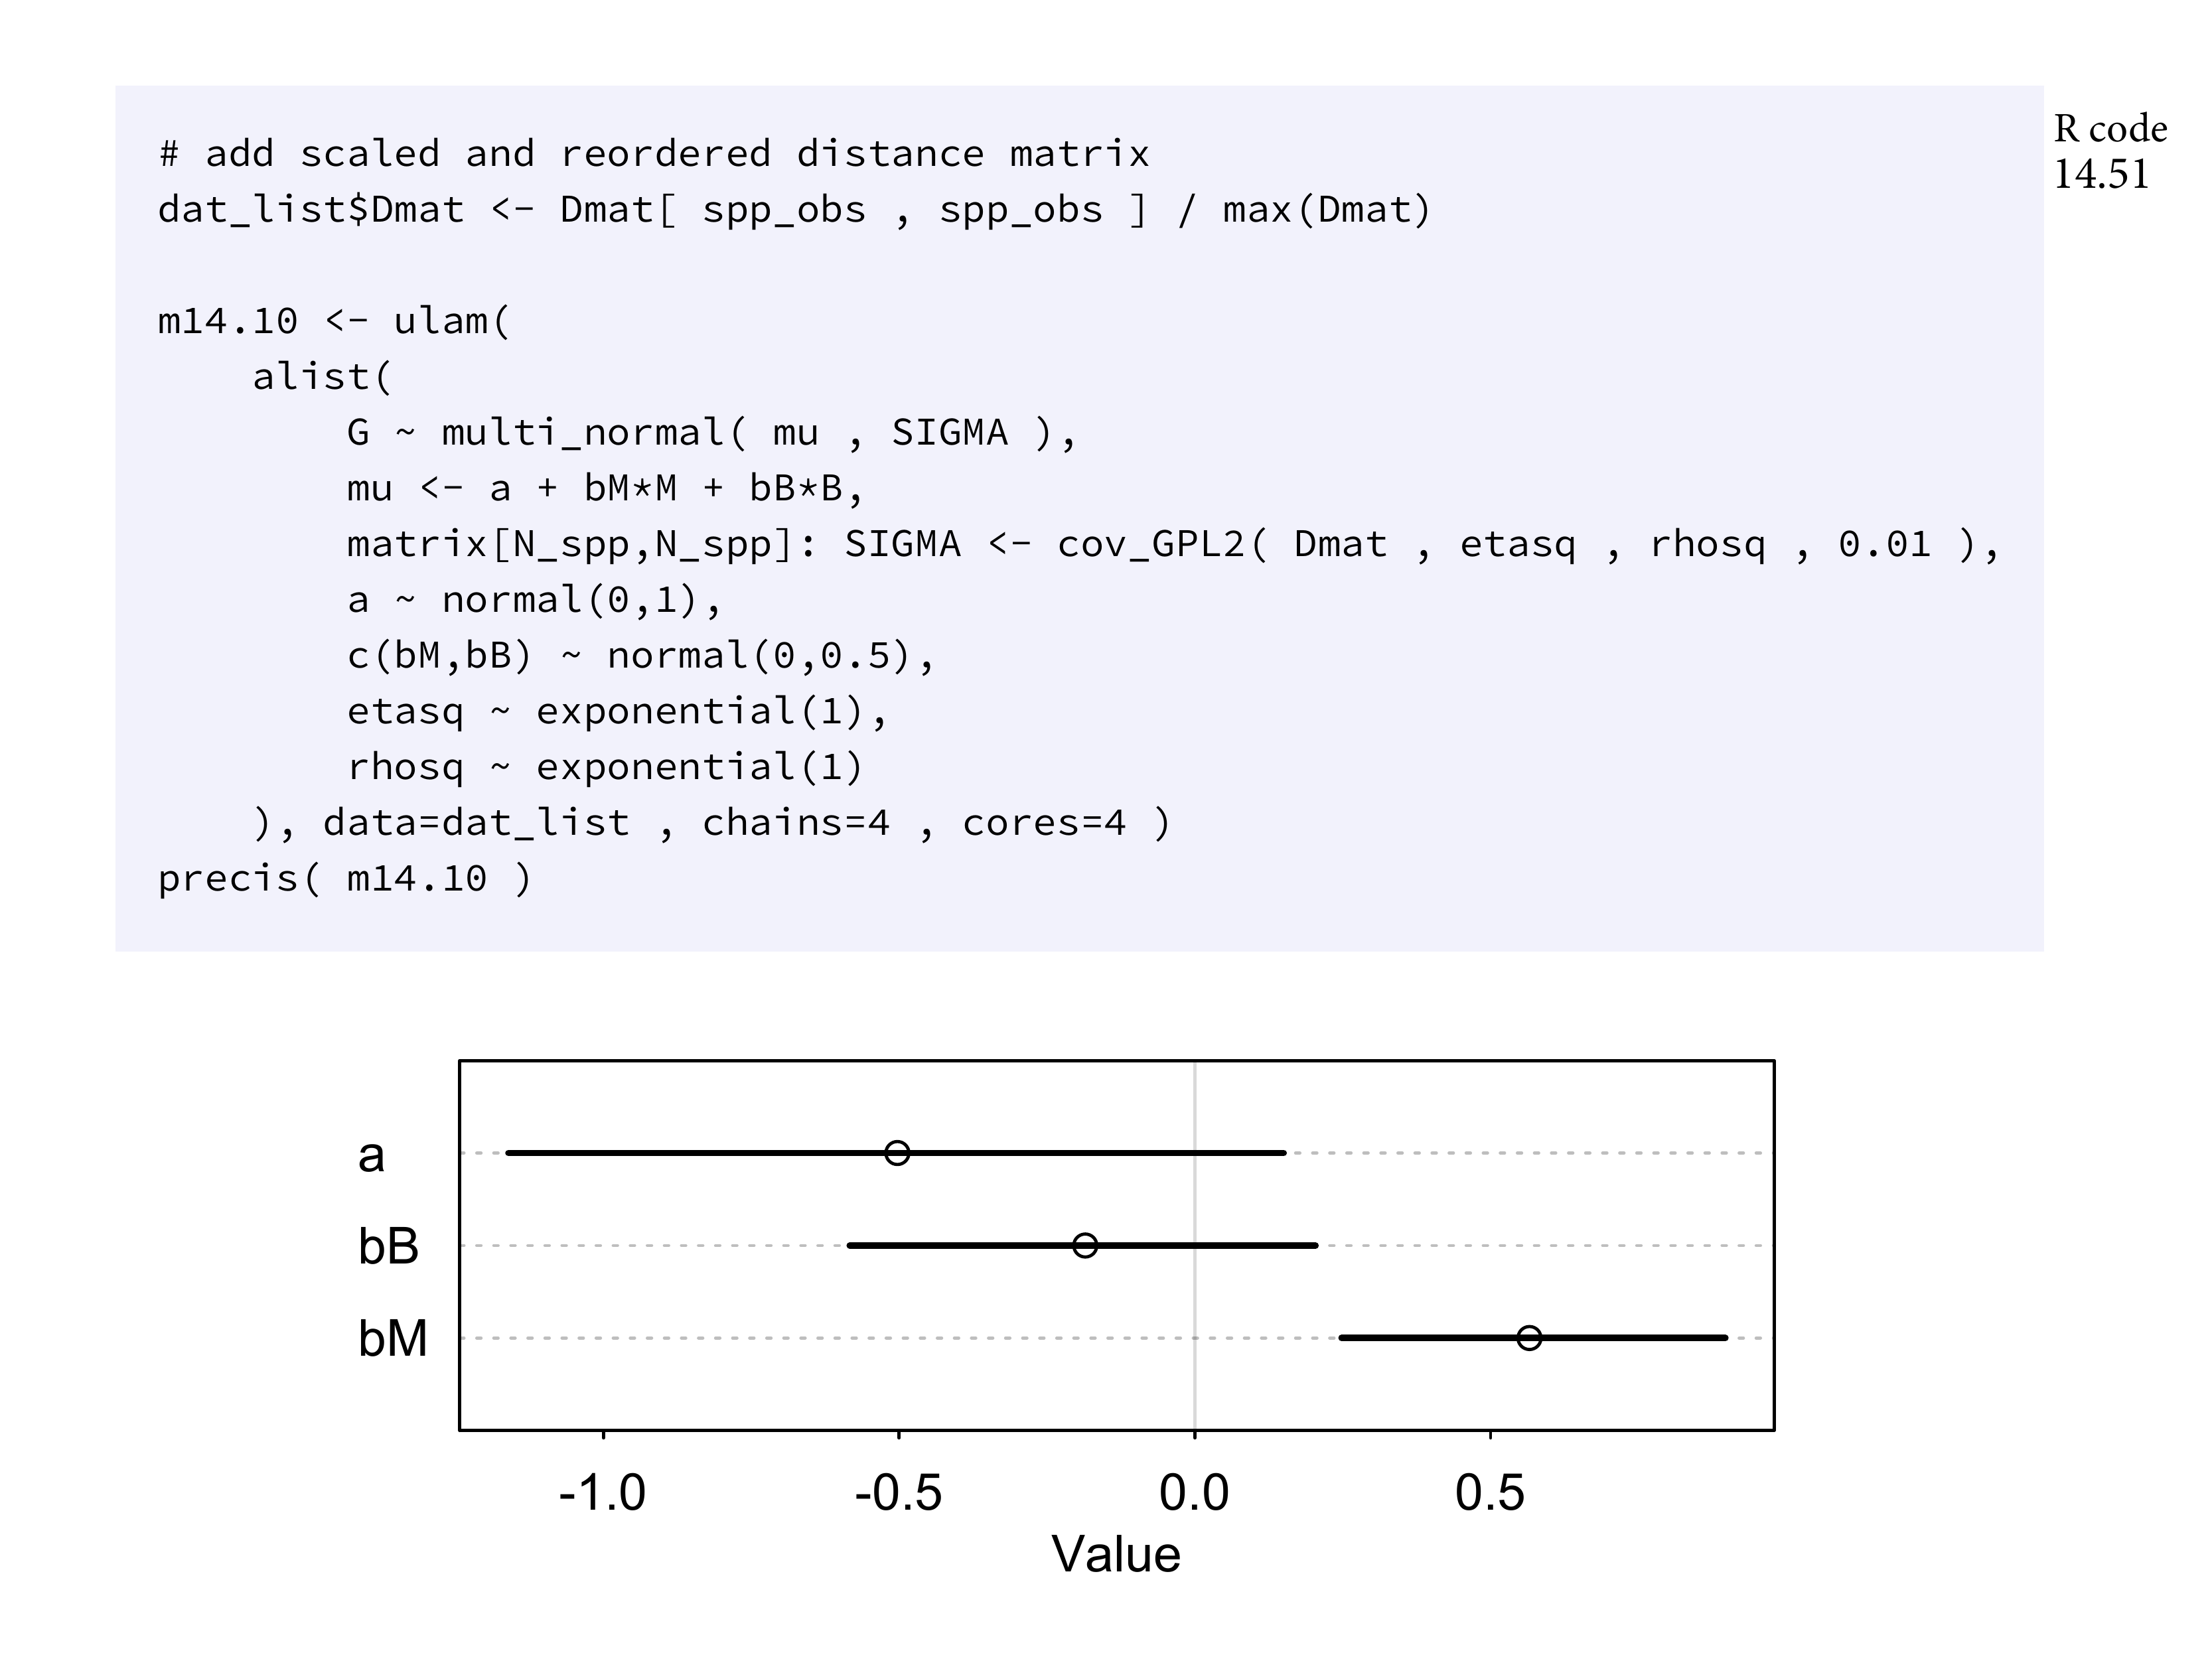 # add scaled and reordered distance matrix
dat_list$Dmat <- Dmat[ spp_obs , spp_obs ] / max(Dmat)
m14.10 <- ulam(
alist(
G ~ multi_normal( mu , SIGMA ),
mu <- a + bM*M + bB*B,
matrix[N_spp,N_spp]: SIGMA <- cov_GPL2( Dmat , etasq , rhosq , 0.01 ),
a ~ normal(0,1),
c(bM,bB) ~ normal(0,0.5),
etasq ~ exponential(1),
rhosq ~ exponential(1)
), data=dat_list , chains=4 , cores=4 )
precis( m14.10 )
R code
14.51
a
bB
bM
-1.0 -0.5 0.0 0.5
Value